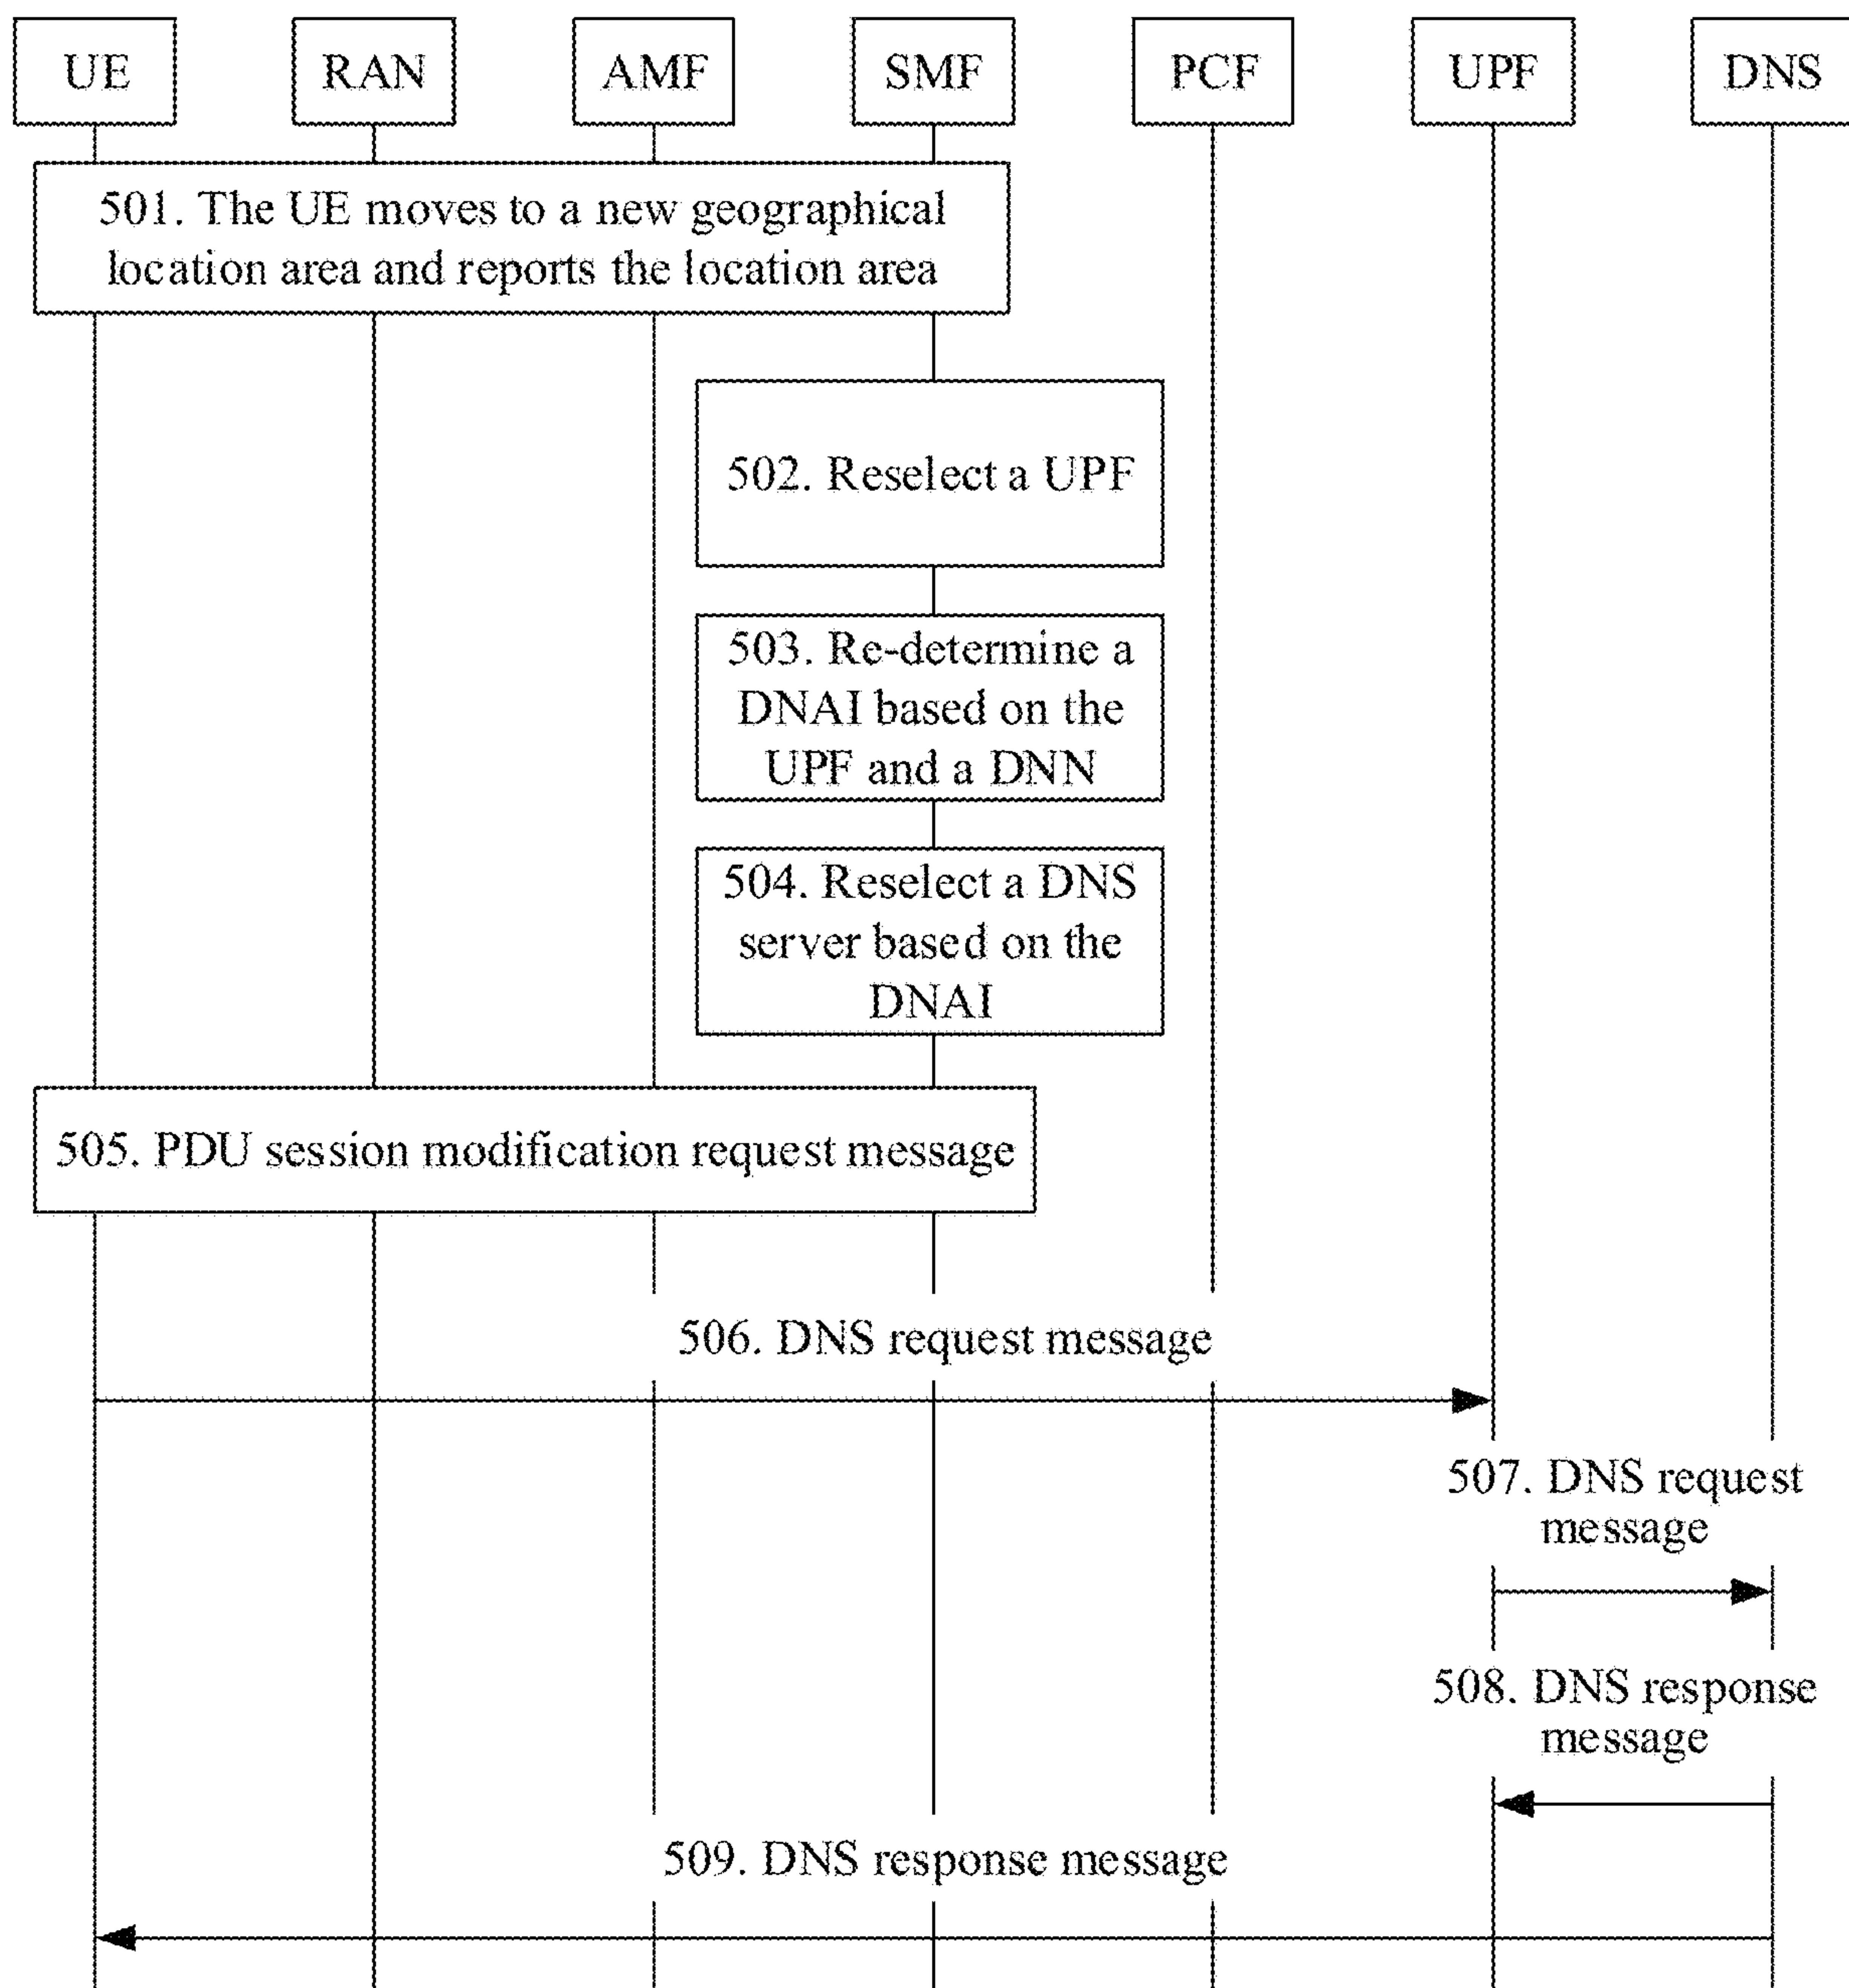 UE
RAN
AMF
SMF
PCF
UPF
DNS
501. The UE moves to a new geographical
location area and reports the location area
502. Reselect a UPF
503. Re-determine a
DNAI based on the
UPF and a DNN
504. Reselect a DNS
server based on the
DNAI
505. PDU session modification request message
506. DNS request message
507. DNS request
message
508. DNS response
message
509. DNS response message